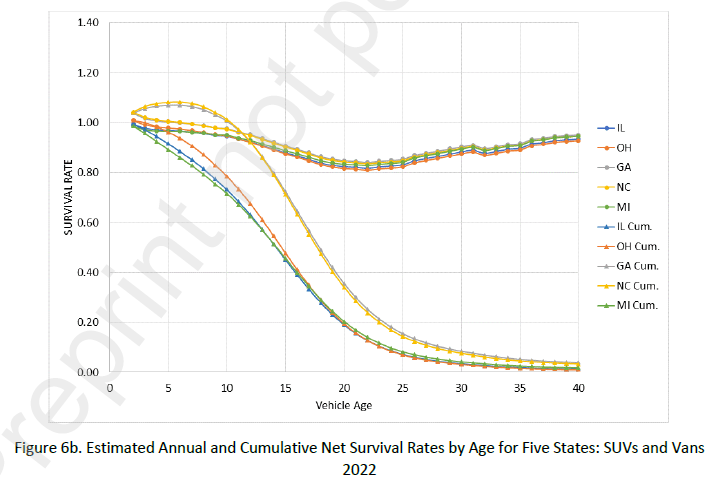 1.40
1.20
1.00
0.80
0.60
0.40
0.20
0.00
SURVIVAL RATE
0 5 10 15 20 25 30 35 40
Vehicle Age
IL
OH
GA
NC
MI
IL Cum.
OH Cum.
GA Cum.
NC Cum.
MI Cum.
preprint not p
Figure 6b. Estimated Annual and Cumulative Net Survival Rates by Age for Five States: SUVs and Vans
2022